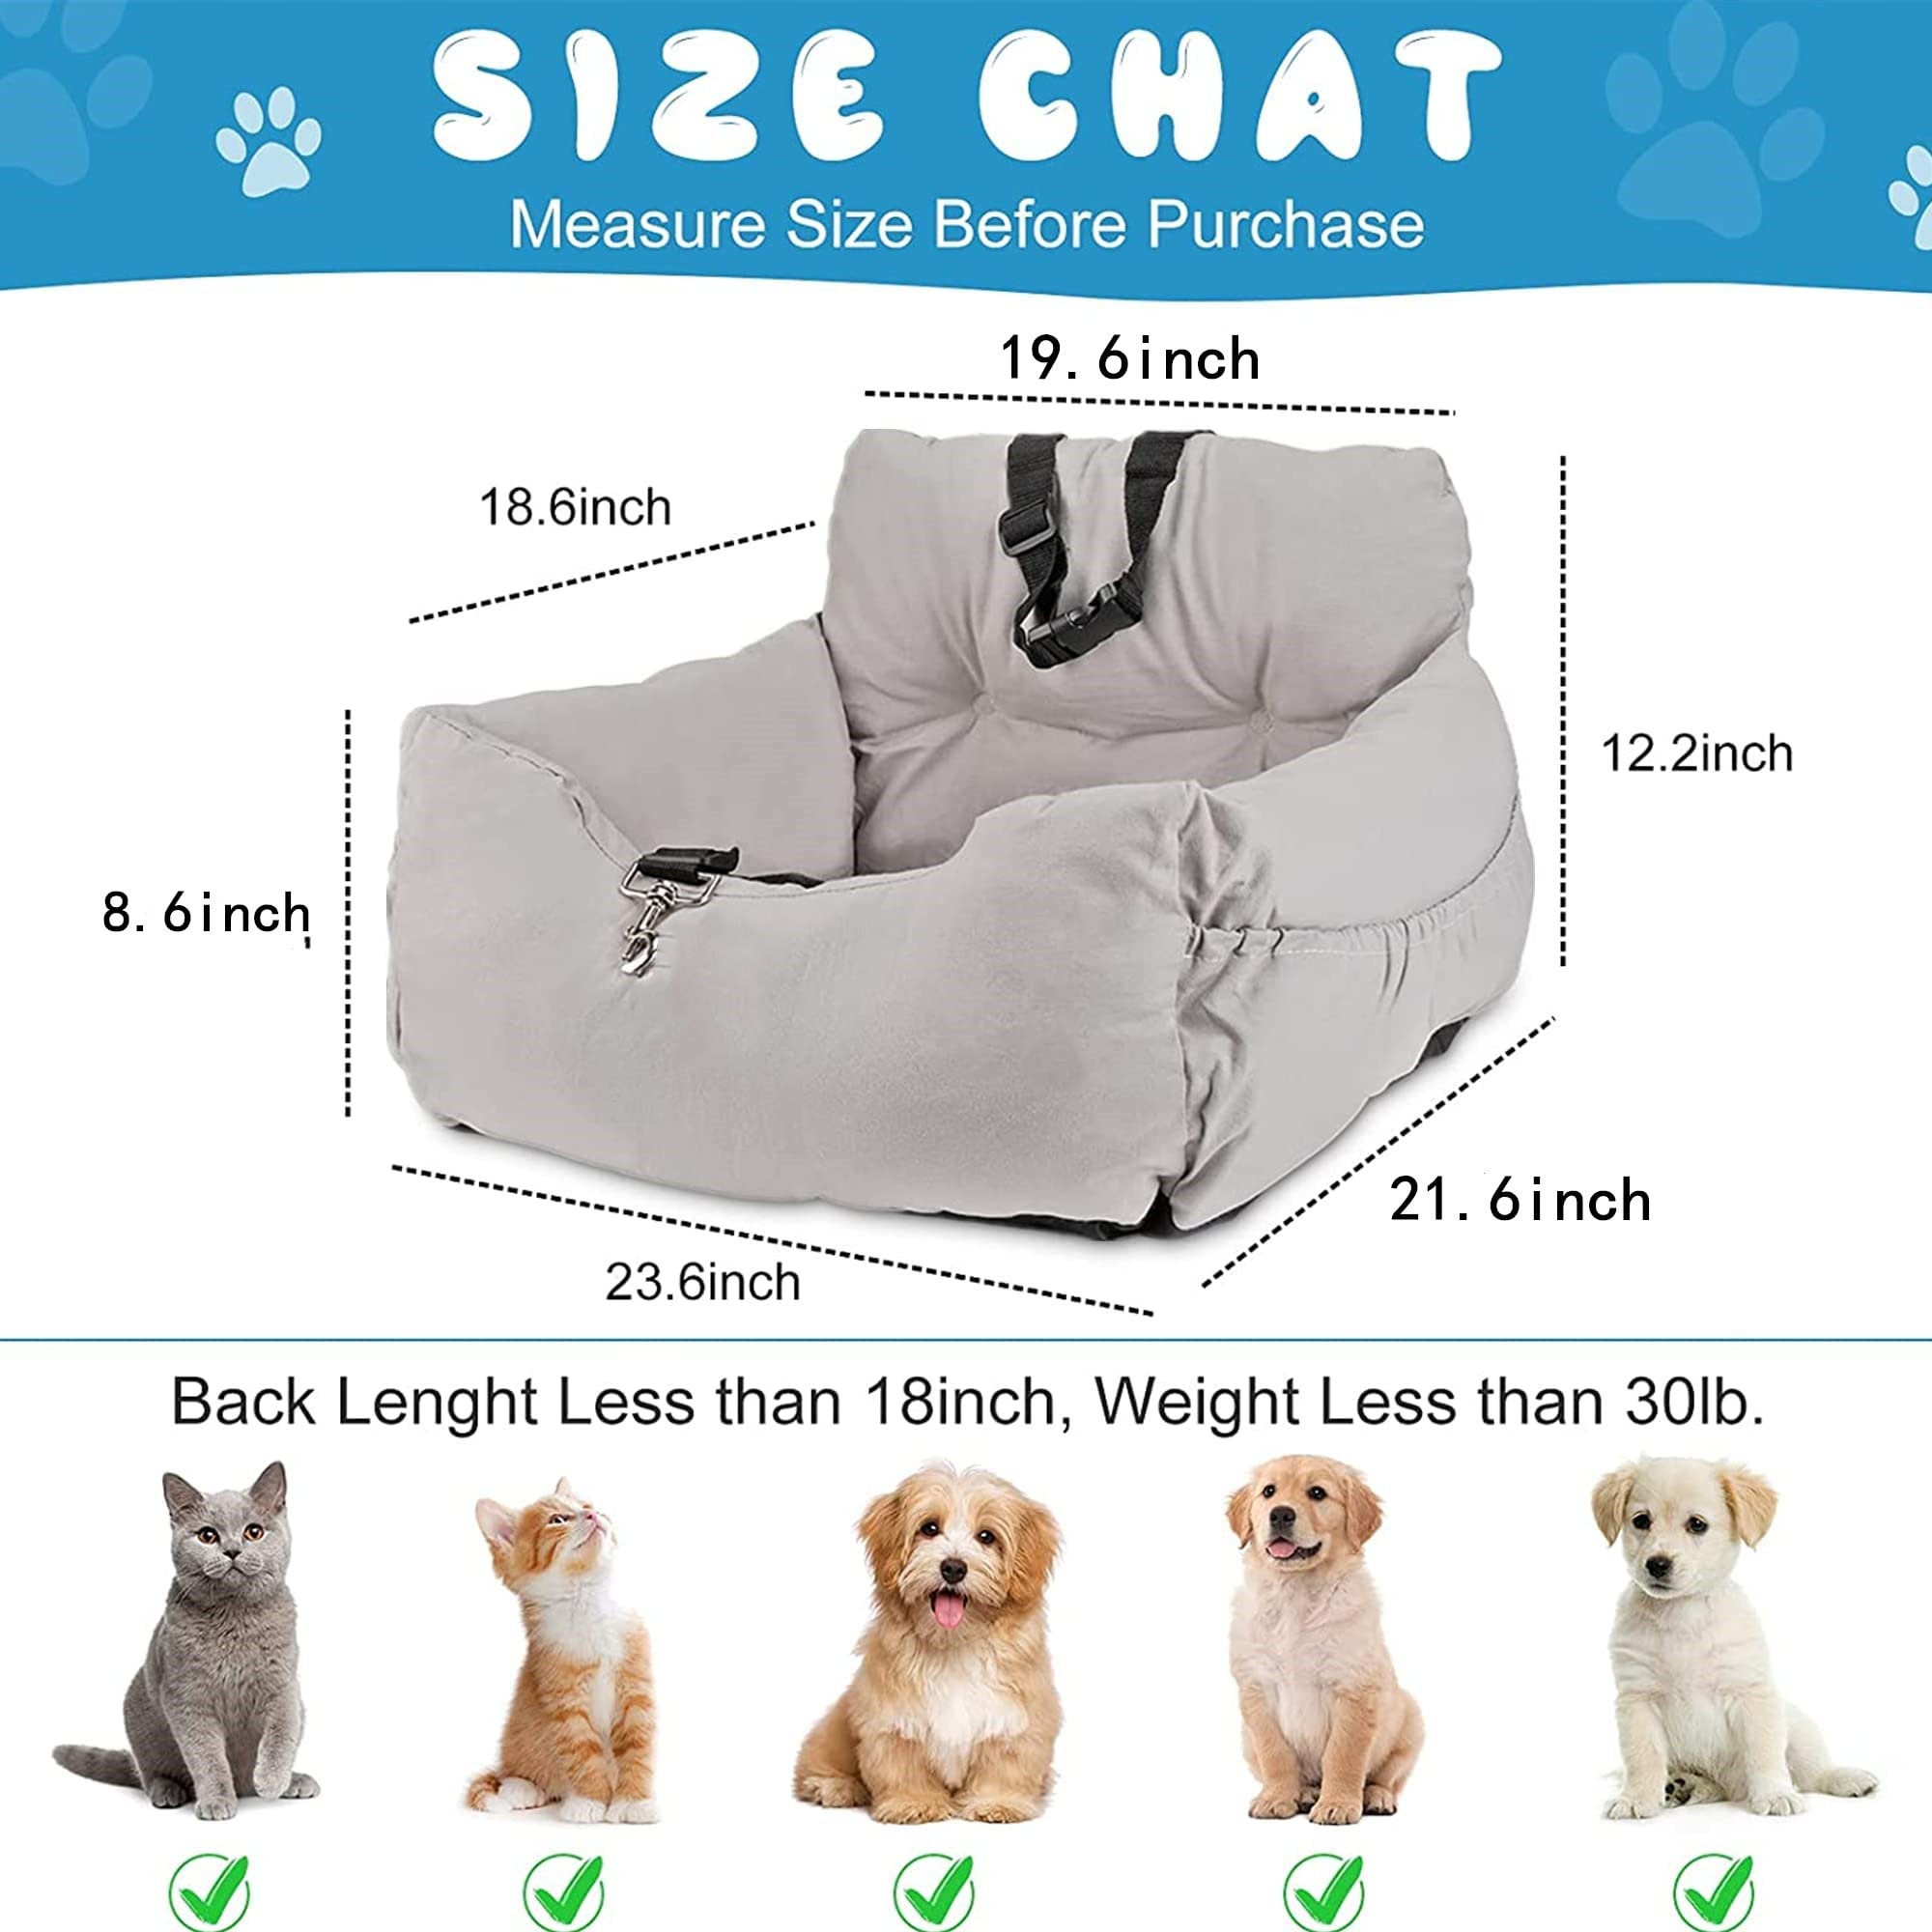 SIZE CHAT
Measure Size Before Purchase
19. 6inch
18.6inch
12.2inch
8. 6inch
21. 6inch
23.6inch
Back Lenght Less than 18inch, Weight Less than 30lb.